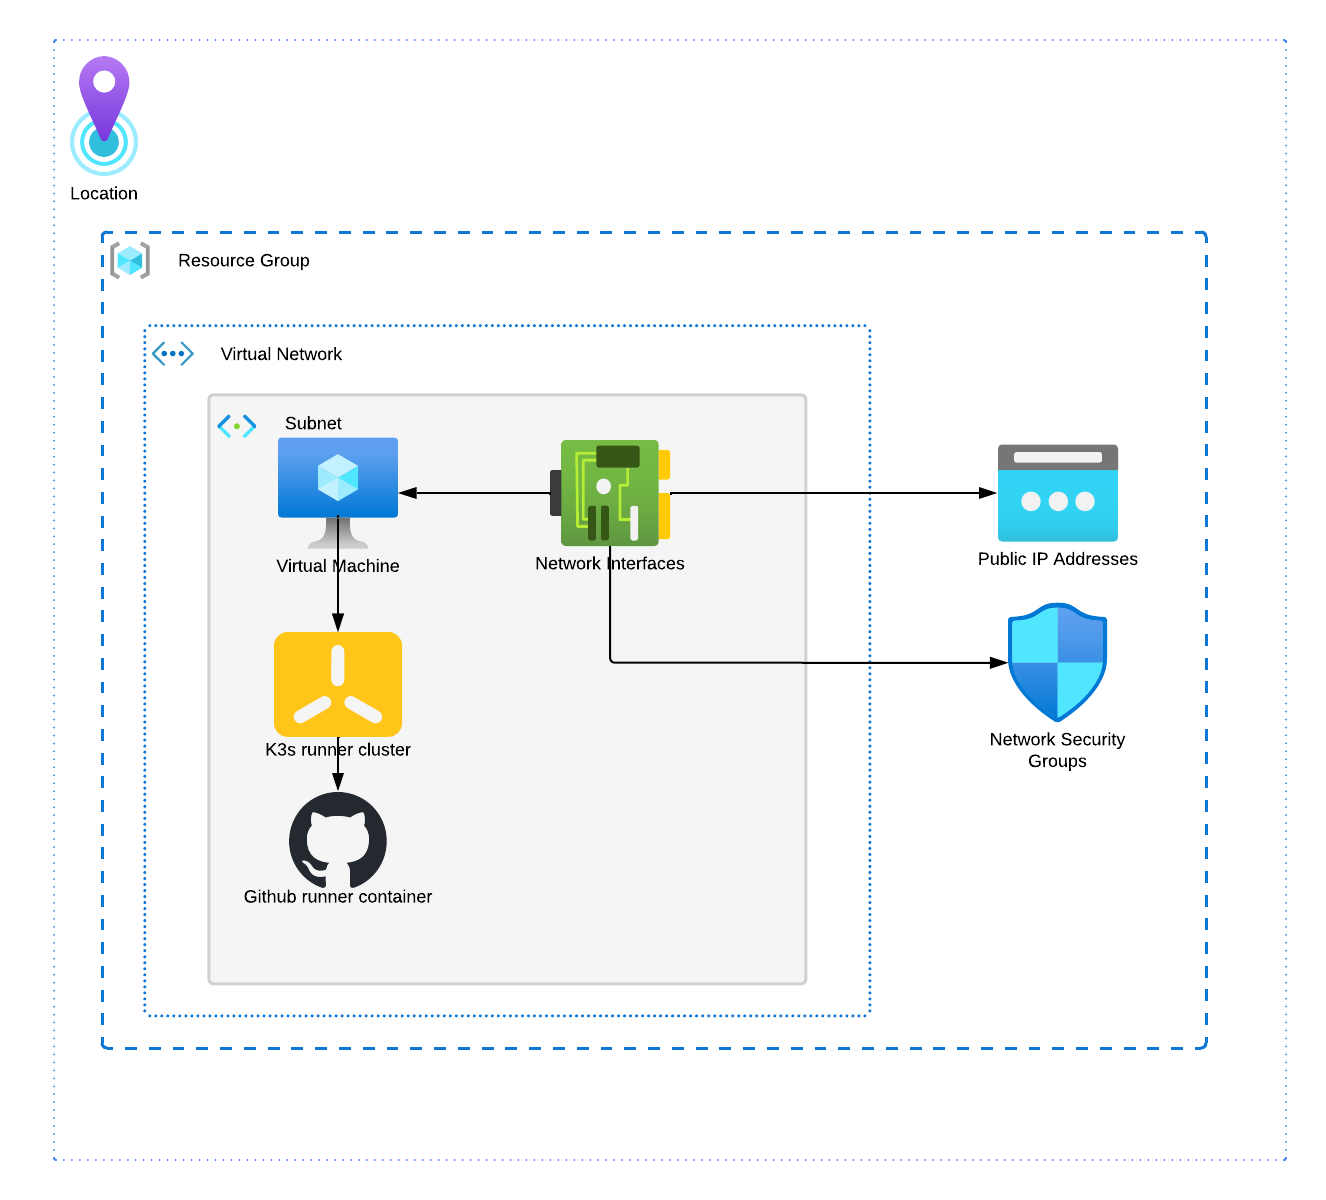 Location
Resource Group
Virtual Network
Subnet
Virtual Machine
Network Interfaces
Public IP Addresses
K3s runner cluster
Network Security
Groups
Github runner container